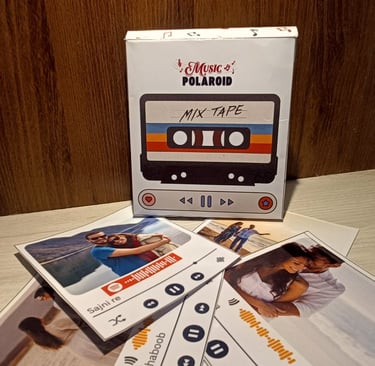 Music
POLAROID
MIX TAPE
Sajni re
haboob